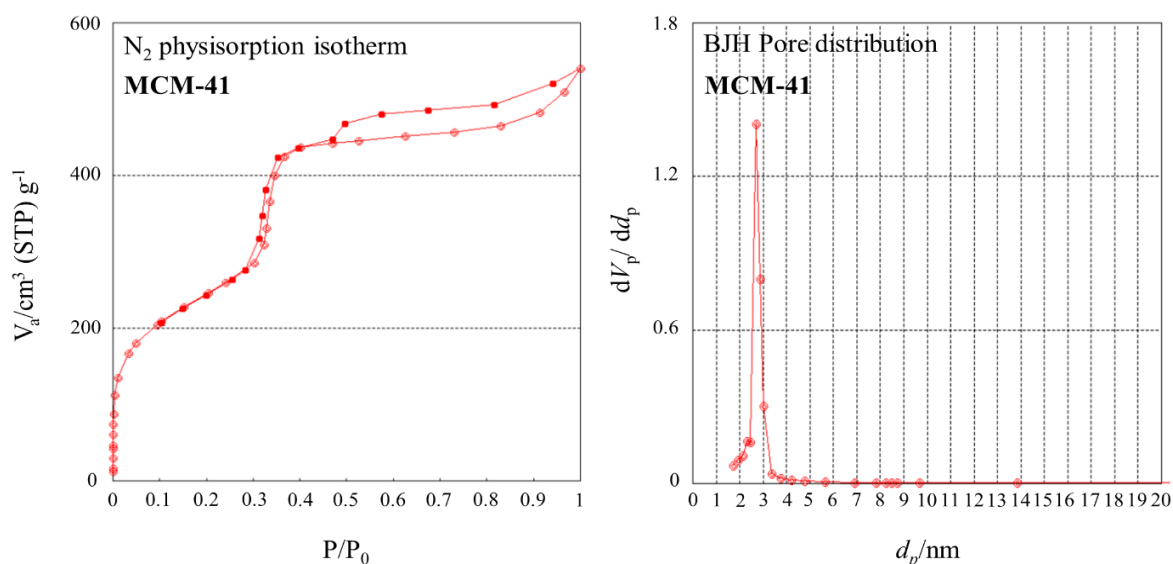 N₂ physisorption isotherm
MCM-41
600
400
200
0
0 0.1 0.2 0.3 0.4 0.5 0.6 0.7 0.8 0.9 1
Vₐ/cm³ (STP) g⁻¹
P/P₀
BJH Pore distribution
MCM-41
1.8
1.2
0.6
0
0 1 2 3 4 5 6 7 8 9 10 11 12 13 14 15 16 17 18 19 20
dVₚ/ ddₚ
dₚ/nm